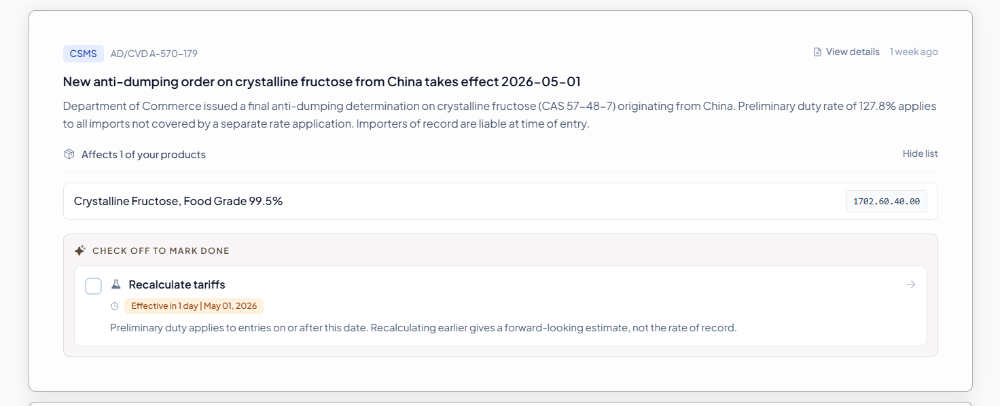 CSMS AD/CVD A-570-179 View details 1 week ago
New anti-dumping order on crystalline fructose from China takes effect 2026-05-01
Department of Commerce issued a final anti-dumping determination on crystalline fructose (CAS 57-48-7) originating from China. Preliminary duty rate of 127.8% applies
to all imports not covered by a separate rate application. Importers of record are liable at time of entry.
Affects 1 of your products Hide list
Crystalline Fructose, Food Grade 99.5% 1702.60.40.00
CHECK OFF TO MARK DONE
Recalculate tariffs
Effective in 1 day | May 01, 2026
Preliminary duty applies to entries on or after this date. Recalculating earlier gives a forward-looking estimate, not the rate of record.